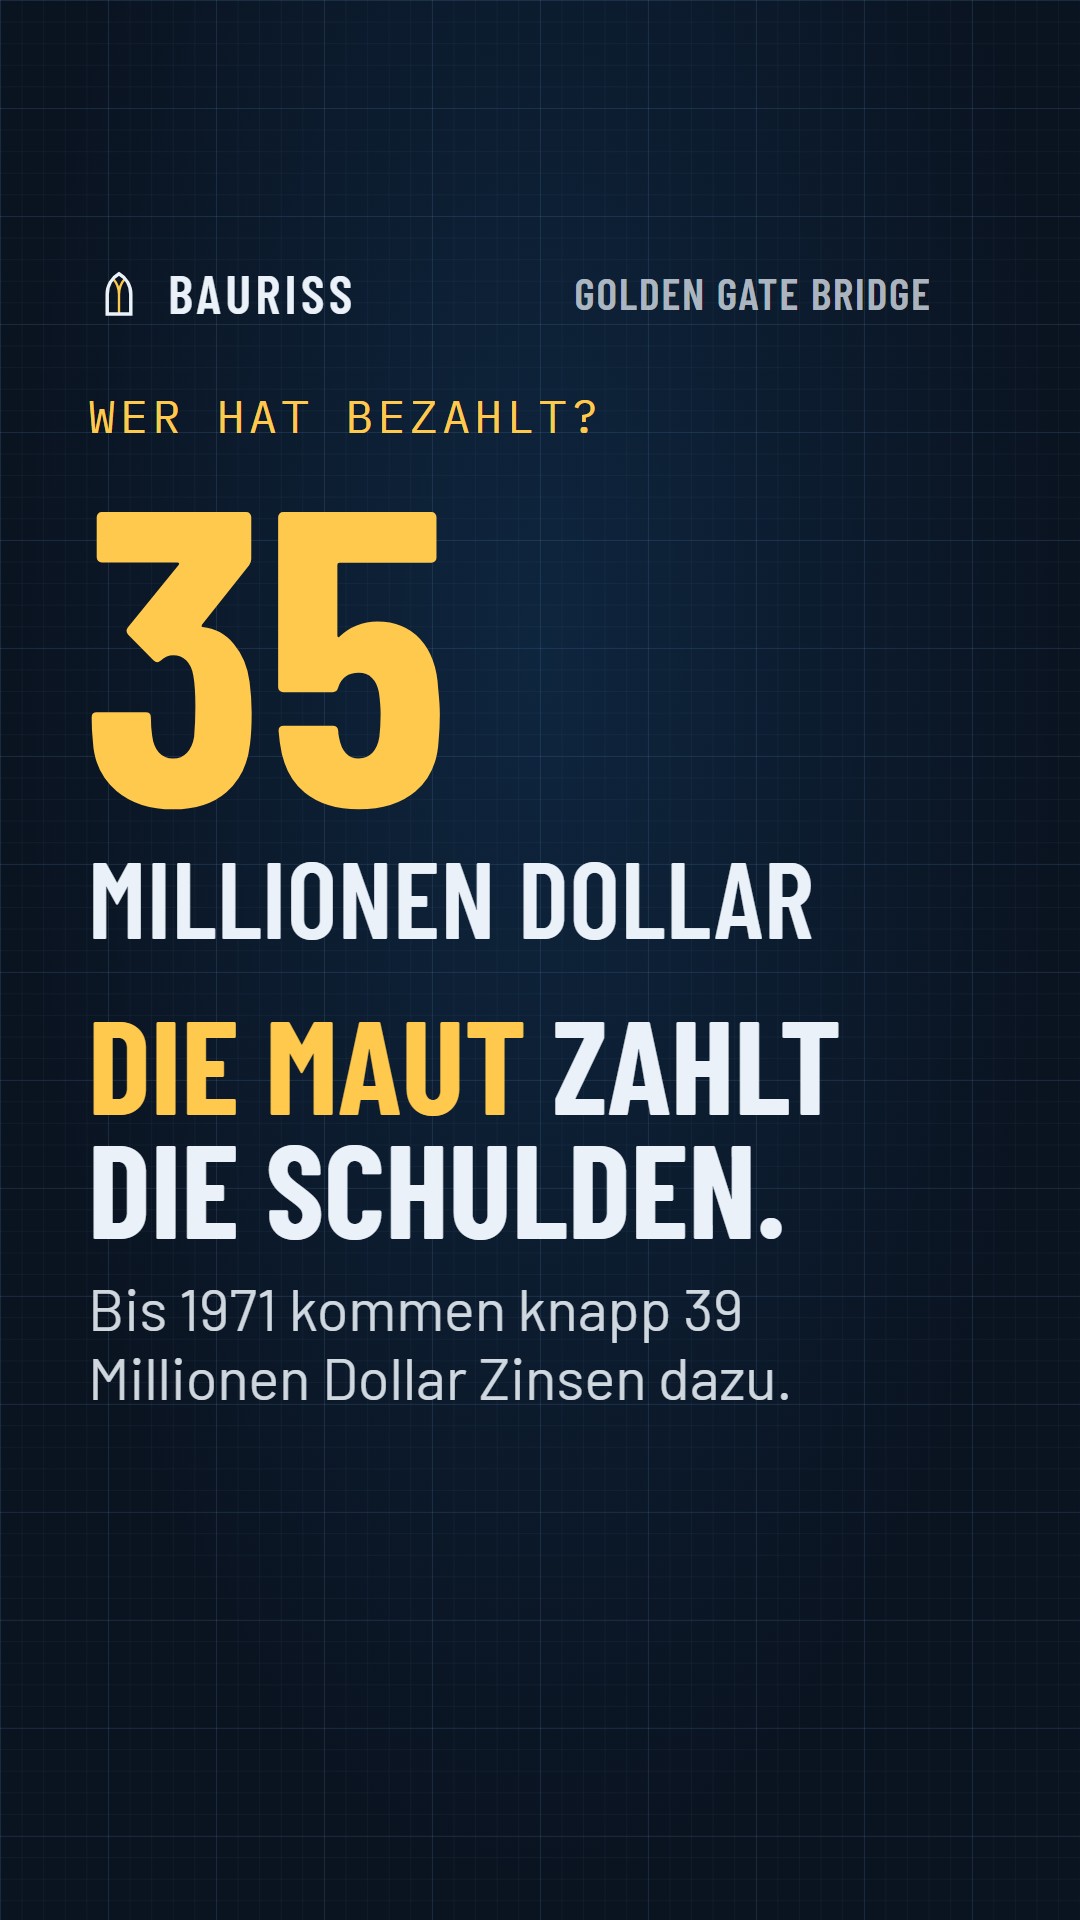 BAURISS
GOLDEN GATE BRIDGE
WER HAT BEZAHLT?
35
MILLIONEN DOLLAR
DIE MAUT ZAHLT
DIE SCHULDEN.
Bis 1971 kommen knapp 39
Millionen Dollar Zinsen dazu.